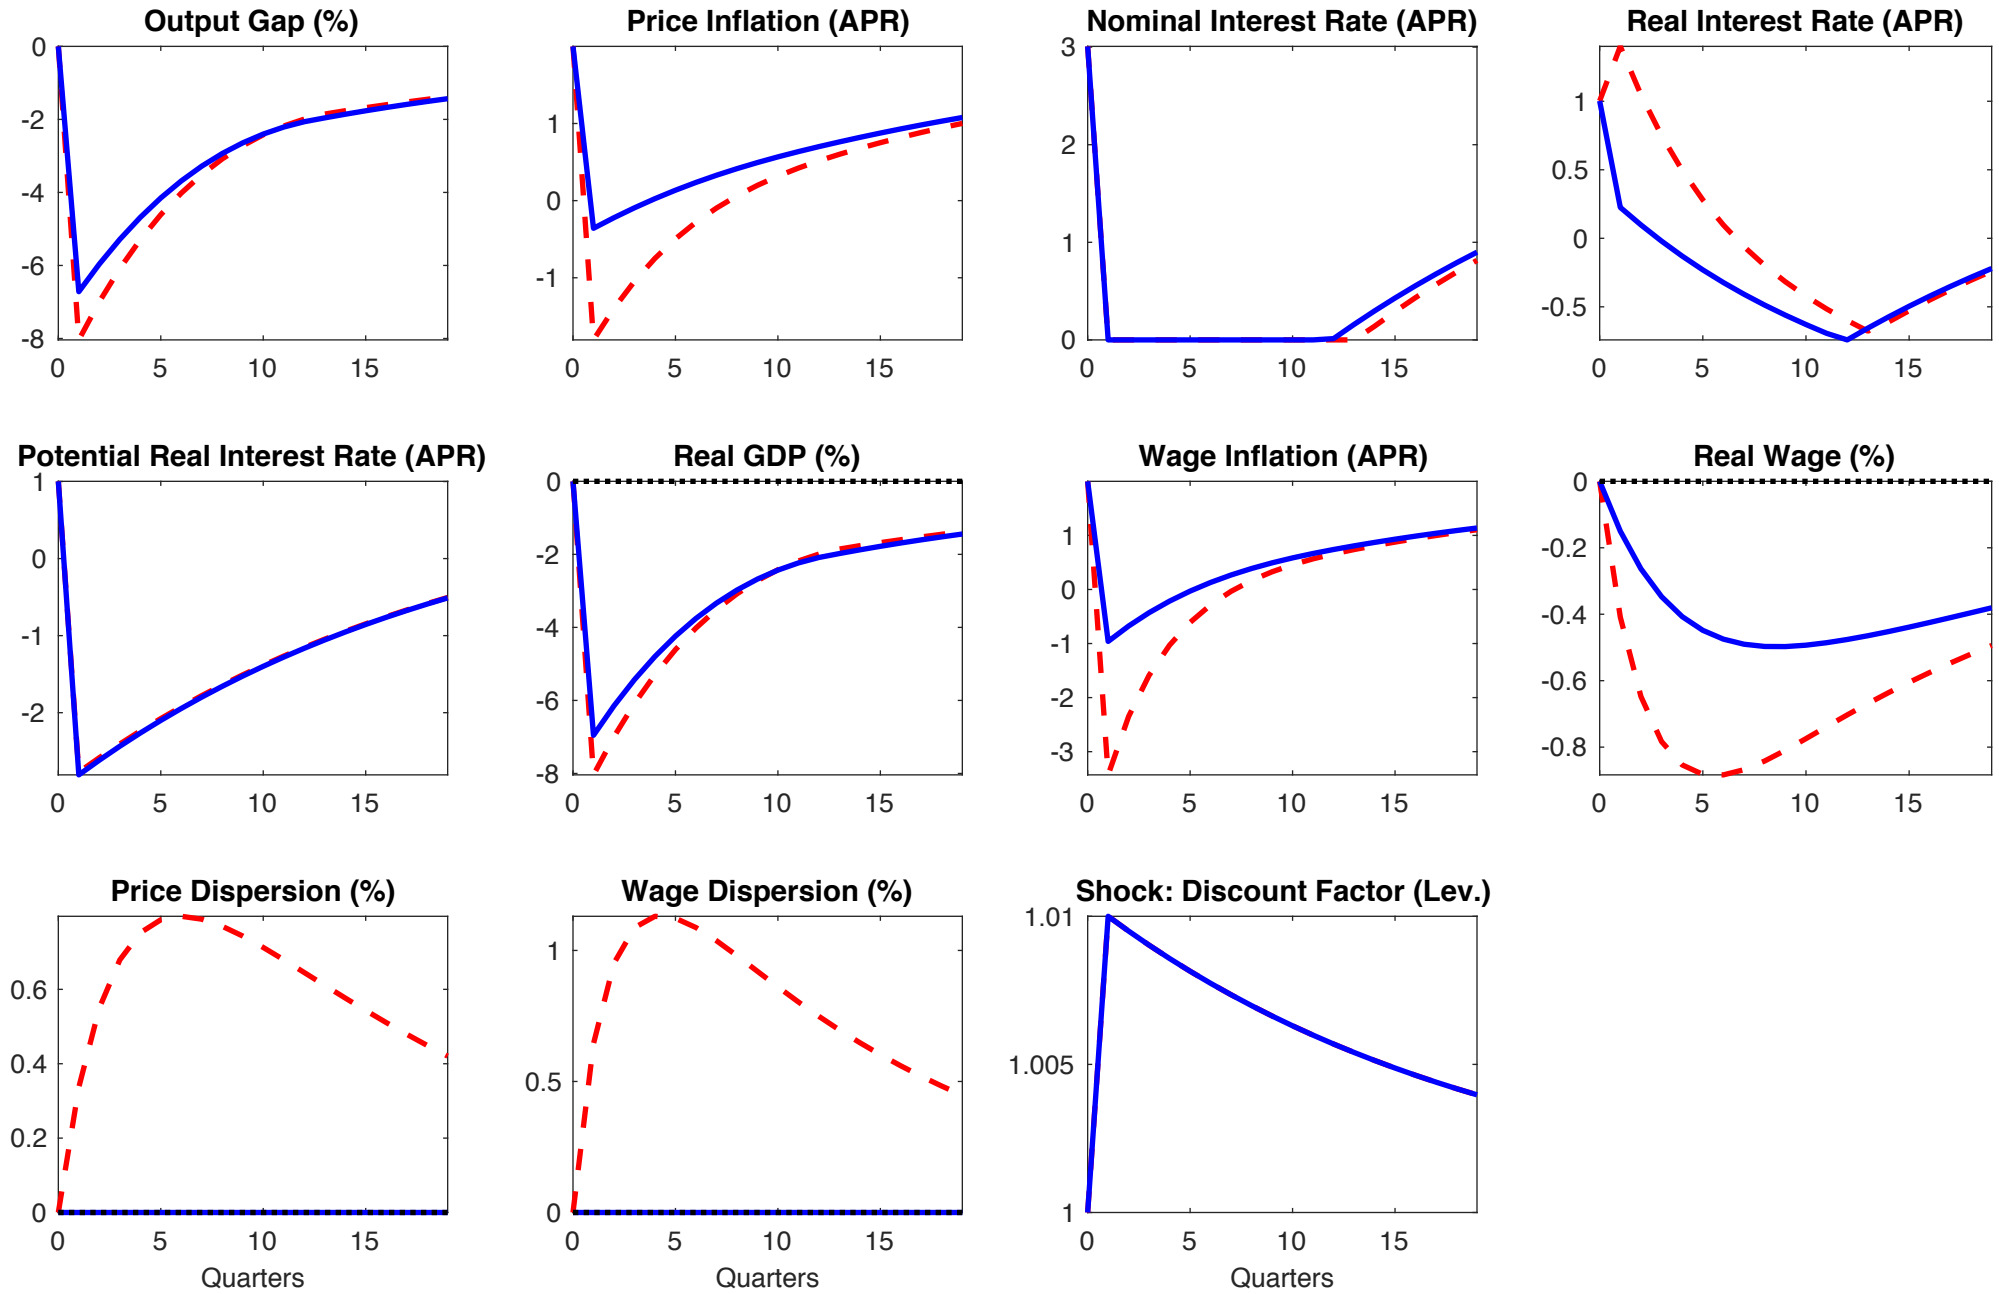 Output Gap (%)
0
-2
-4
-6
-8
0 5 10 15
Price Inflation (APR)
1
0
-1
0 5 10 15
Nominal Interest Rate (APR)
3
2
1
0
0 5 10 15
Real Interest Rate (APR)
1
0.5
0
-0.5
0 5 10 15
Potential Real Interest Rate (APR)
1
0
-1
-2
0 5 10 15
Real GDP (%)
0
-2
-4
-6
-8
0 5 10 15
Wage Inflation (APR)
1
0
-1
-2
-3
0 5 10 15
Real Wage (%)
0
-0.2
-0.4
-0.6
-0.8
0 5 10 15
Price Dispersion (%)
0.6
0.4
0.2
0
0 5 10 15
Quarters
Wage Dispersion (%)
1
0.5
0
0 5 10 15
Quarters
Shock: Discount Factor (Lev.)
1.01
1.005
1
0 5 10 15
Quarters